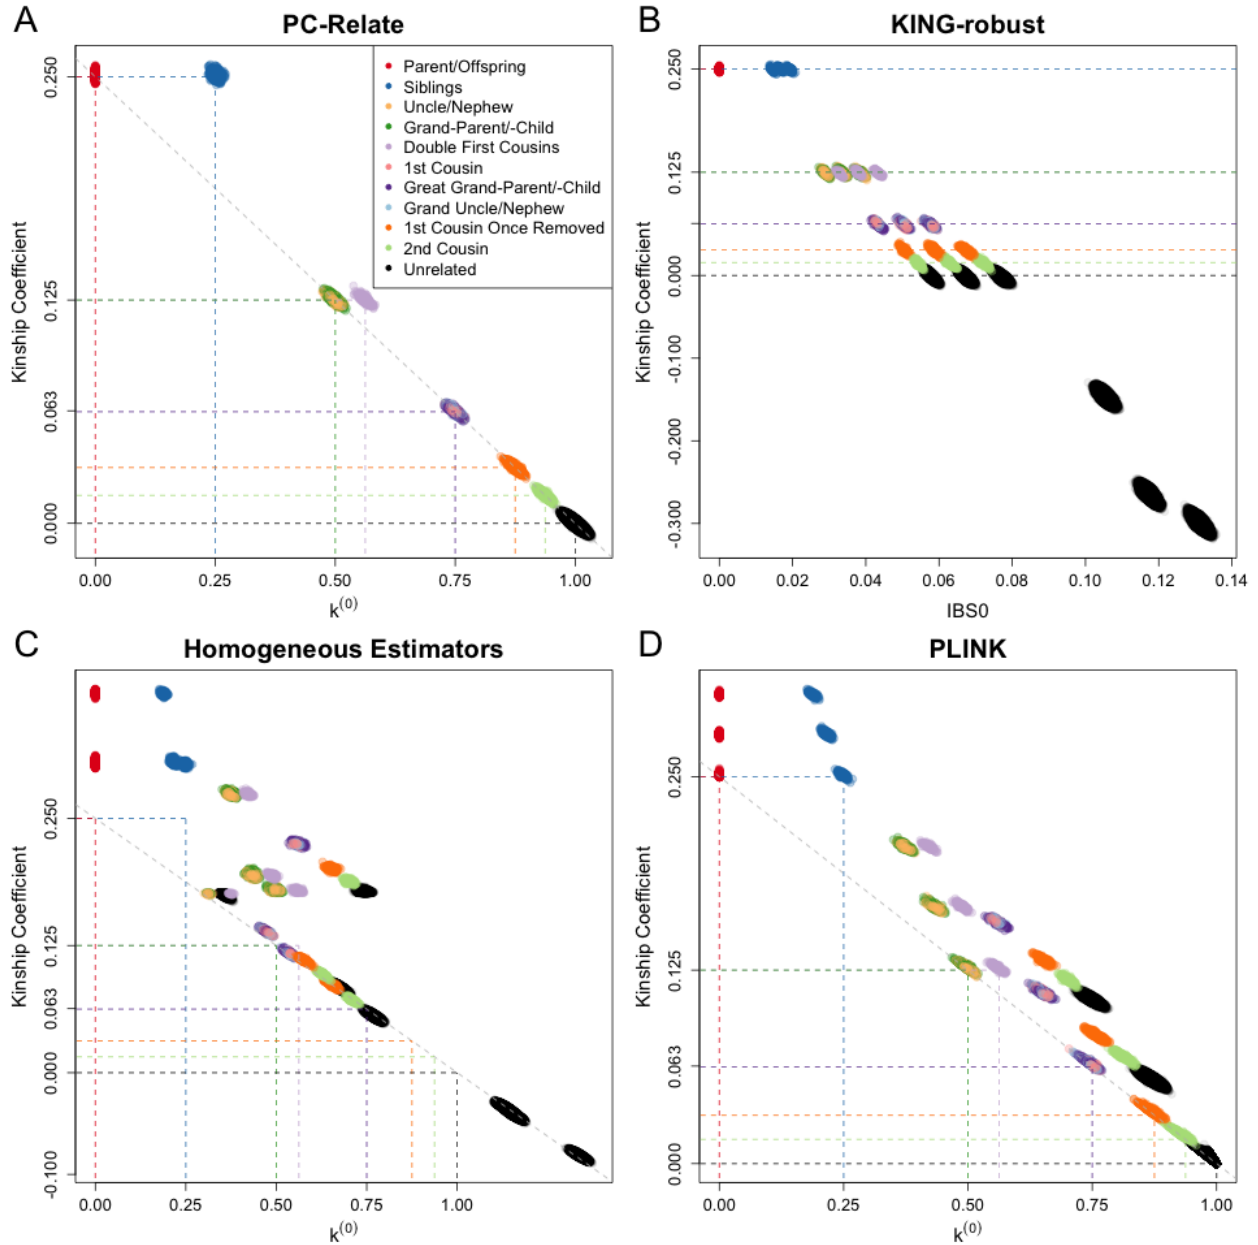 A
PC-Relate
Kinship Coefficient
0.250
0.125
0.063
0.000
Parent/Offspring
Siblings
Uncle/Nephew
Grand-Parent/-Child
Double First Cousins
1st Cousin
Great Grand-Parent/-Child
Grand Uncle/Nephew
1st Cousin Once Removed
2nd Cousin
Unrelated
0.00 0.25 0.50 0.75 1.00
k(0)
B
KING-robust
Kinship Coefficient
0.250
0.125
0.000
-0.100
-0.200
-0.300
0.00 0.02 0.04 0.06 0.08 0.10 0.12 0.14
IBS0
C
Homogeneous Estimators
Kinship Coefficient
0.250
0.125
0.063
0.000
-0.100
0.00 0.25 0.50 0.75 1.00
k(0)
D
PLINK
Kinship Coefficient
0.250
0.125
0.063
0.000
0.00 0.25 0.50 0.75 1.00
k(0)